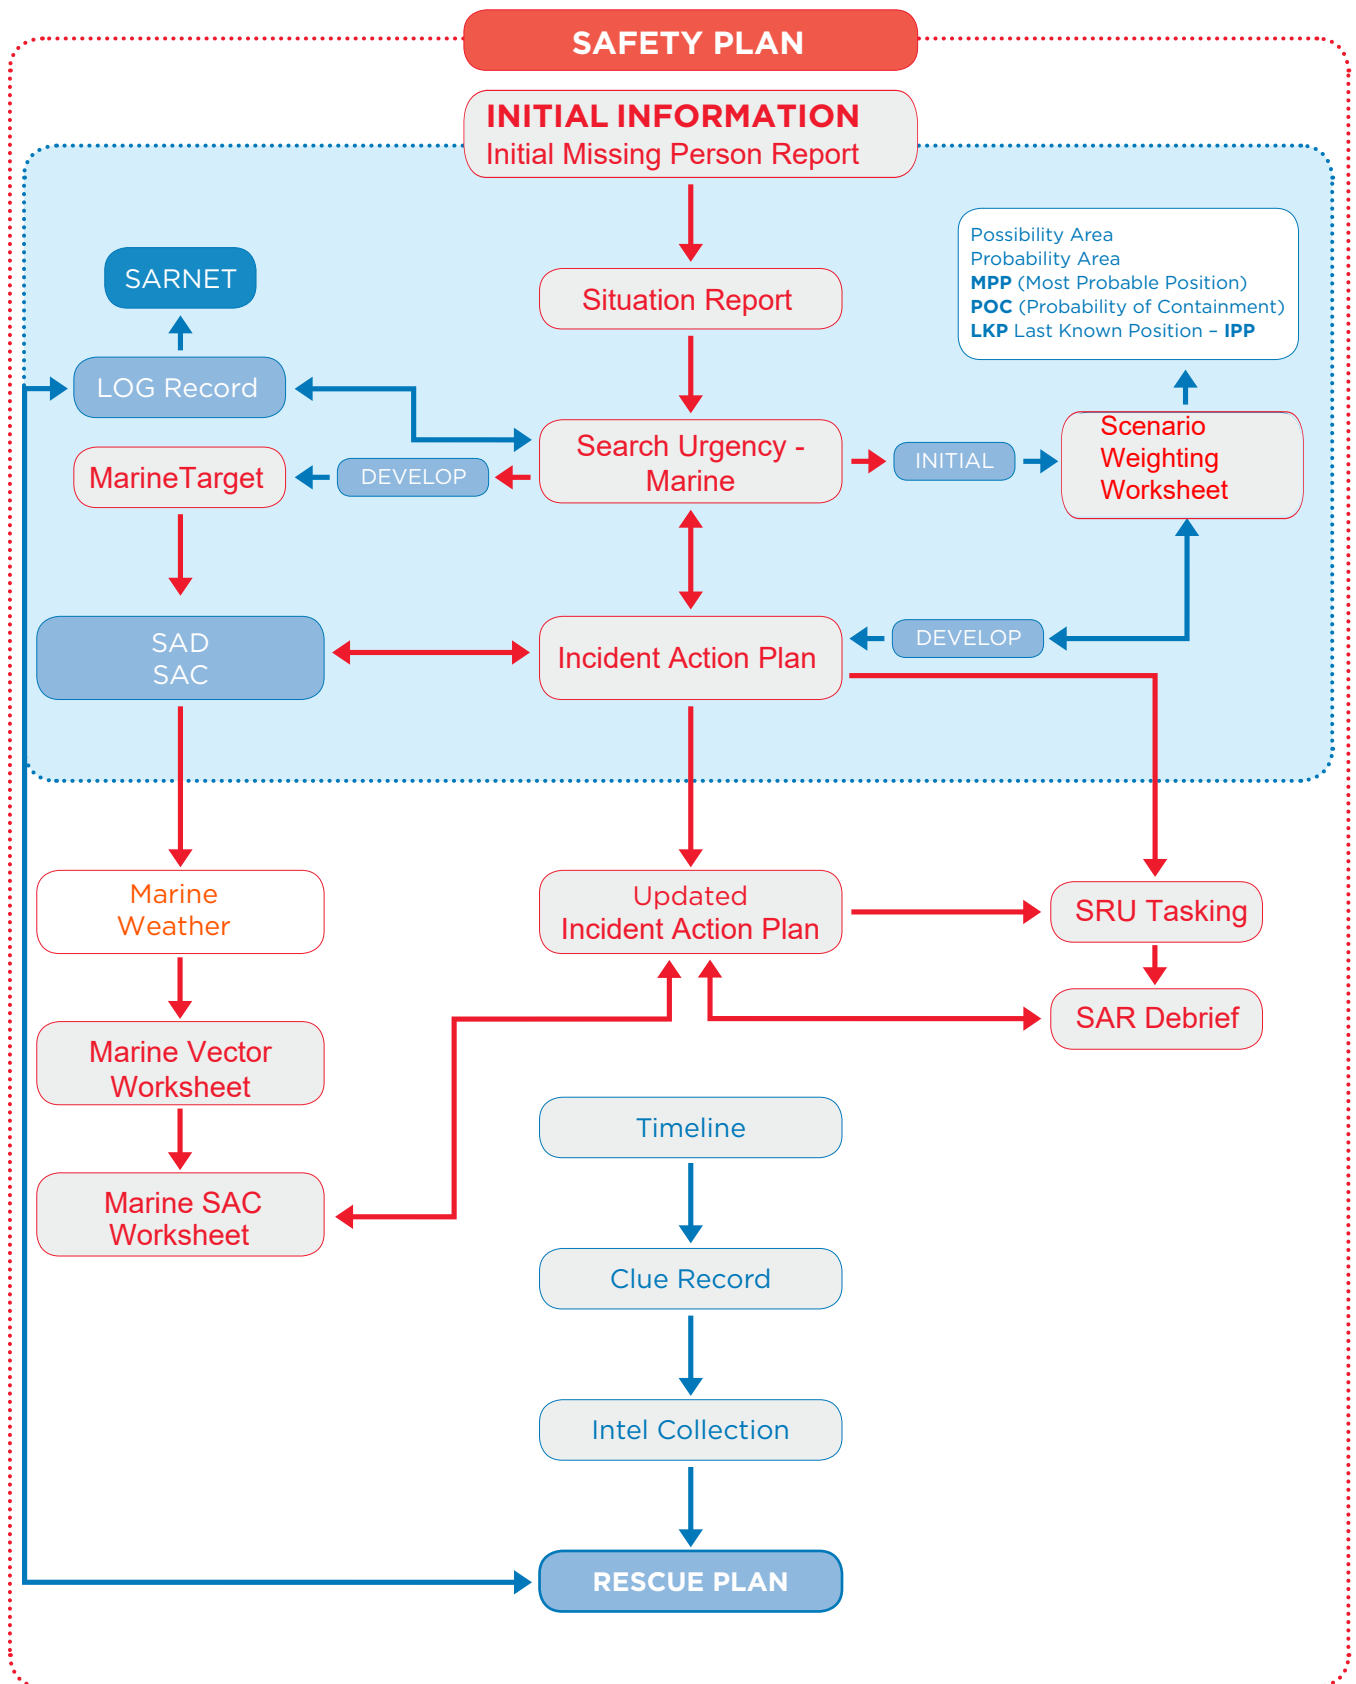 SAFETY PLAN
INITIAL INFORMATION
Initial Missing Person Report
Possibility Area
Probability Area
MPP (Most Probable Position)
POC (Probability of Containment)
LKP Last Known Position – IPP
SARNET
Situation Report
LOG Record
Search Urgency -
Marine
MarineTarget
DEVELOP
INITIAL
Scenario
Weighting
Worksheet
SAD
SAC
Incident Action Plan
DEVELOP
Marine
Weather
Updated
Incident Action Plan
SRU Tasking
SAR Debrief
Marine Vector
Worksheet
Timeline
Marine SAC
Worksheet
Clue Record
Intel Collection
RESCUE PLAN